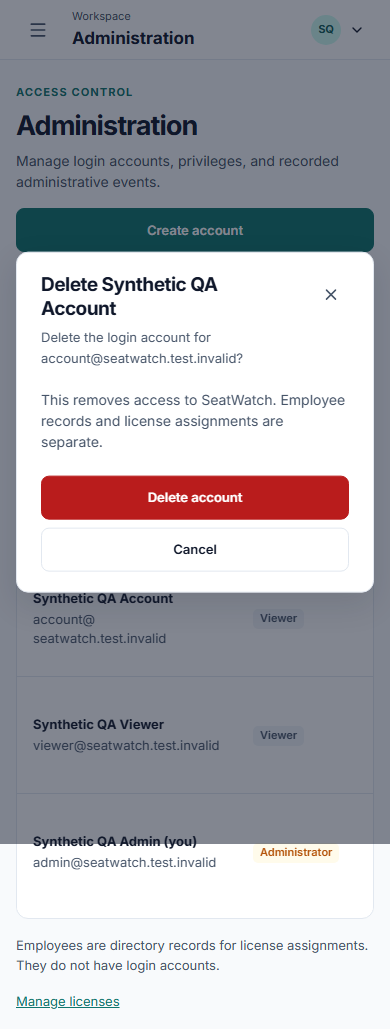 Workspace
Administration
SQ
ACCESS CONTROL
Administration
Manage login accounts, privileges, and recorded
administrative events.
Create account
Delete Synthetic QA
Account
Delete the login account for
account@seatwatch.test.invalid?
This removes access to SeatWatch. Employee
records and license assignments are
separate.
Delete account
Cancel
Synthetic QA Account
account@
seatwatch.test.invalid
Viewer
Synthetic QA Viewer
viewer@seatwatch.test.invalid
Viewer
Synthetic QA Admin (you)
admin@seatwatch.test.invalid
Administrator
Employees are directory records for license assignments.
They do not have login accounts.
Manage licenses